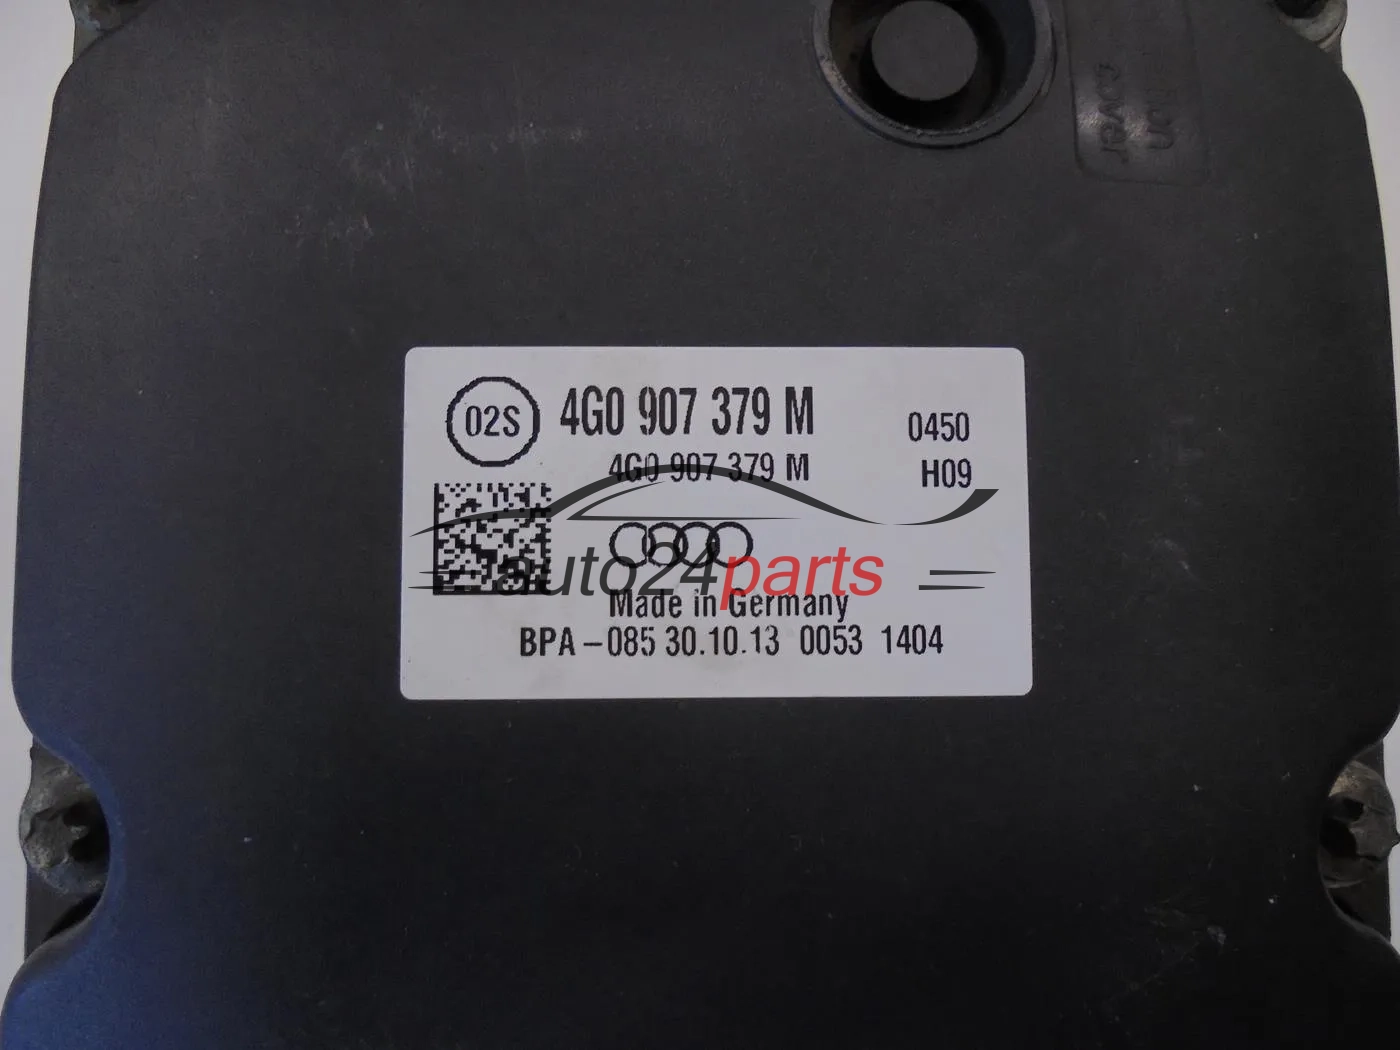 02S
4G0 907 379 M
0450
4G0 907 379 M
H09
auto24parts
Made in Germany
BPA -085 30.10.13 0053 1404
cover